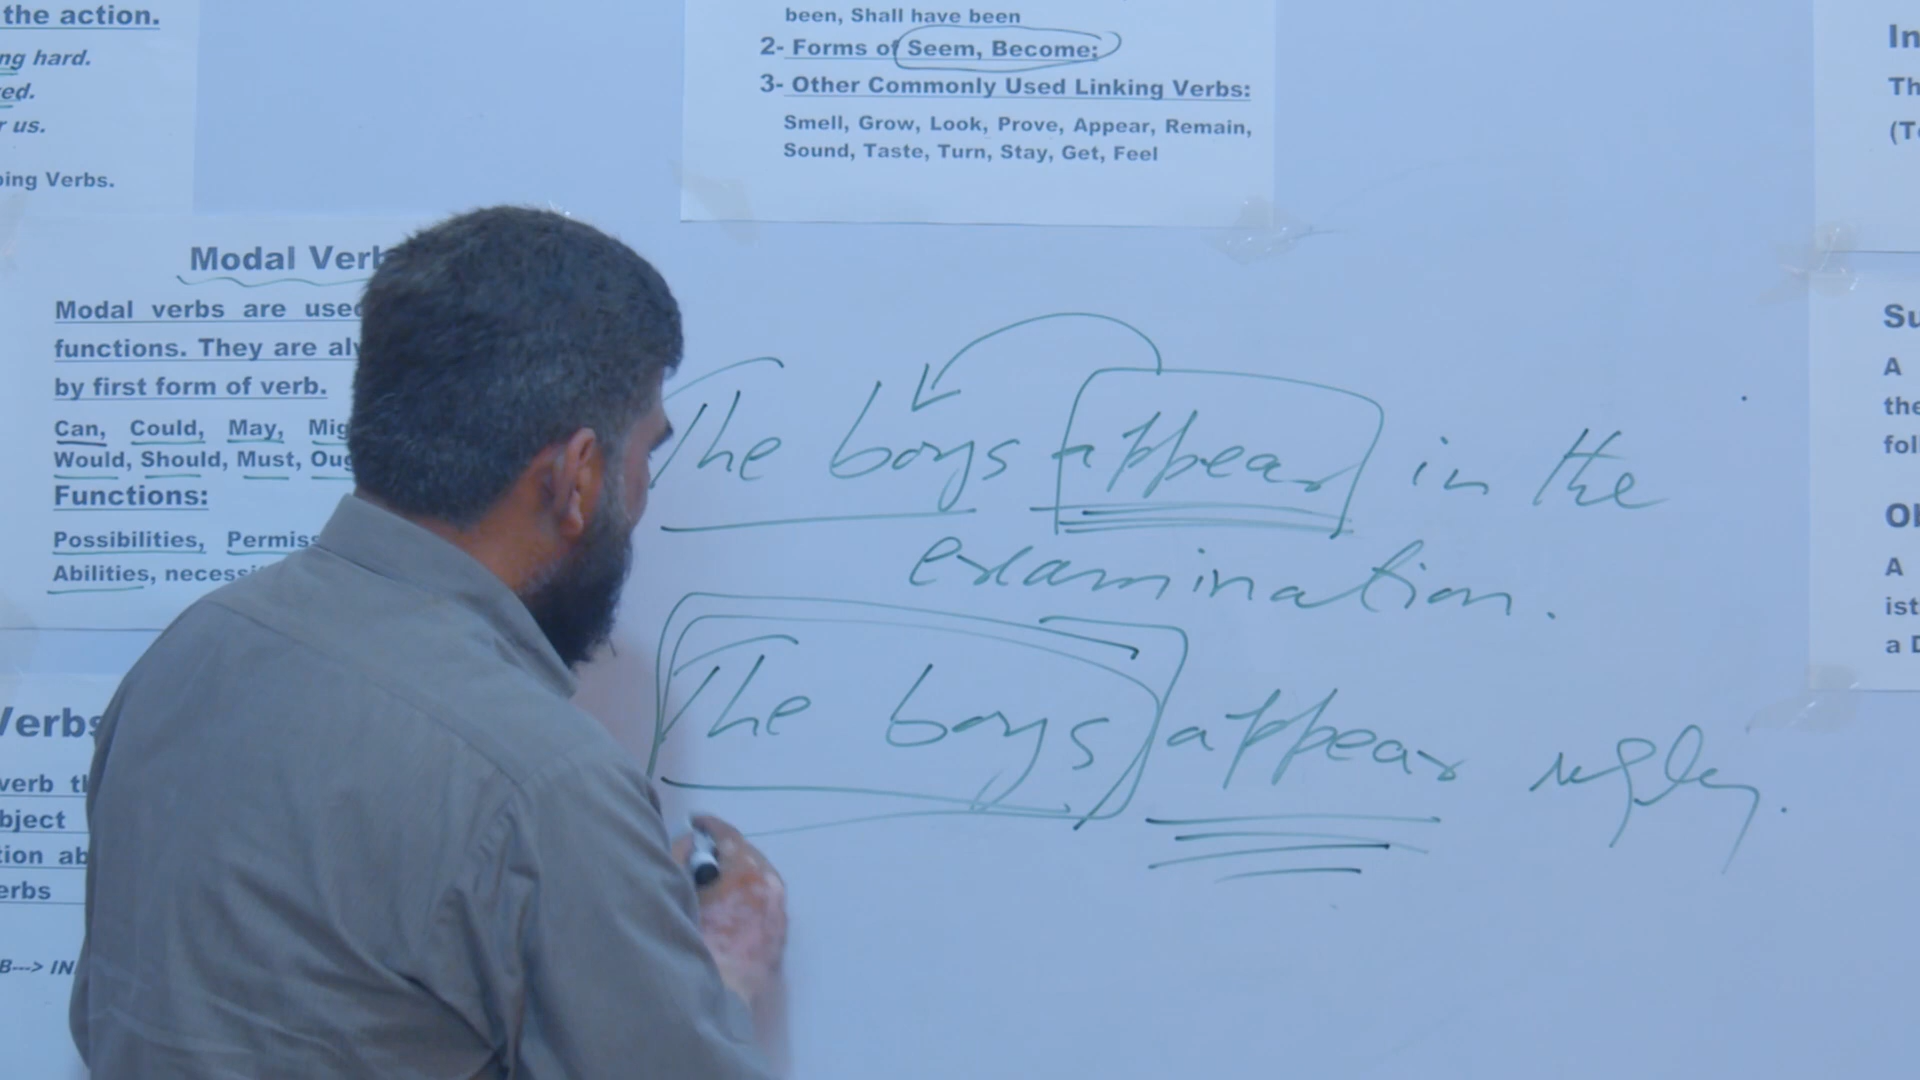 the action.
ng hard.
ed.
r us.
ping Verbs.
been, Shall have been
2- Forms of Seem, Become;
3- Other Commonly Used Linking Verbs:
Smell, Grow, Look, Prove, Appear, Remain,
Sound, Taste, Turn, Stay, Get, Feel
Modal Verb
Modal verbs are used
functions. They are al
by first form of verb.
Can, Could, May, Mig
Would, Should, Must, Oug
Functions:
Possibilities, Permiss
Abilities, necessi
Verbs
verb th
bject
tion ab
erbs
B---> IN
The boys appear in the
examination.
The boys appear ugly.
In
Th
(T
Su
A
the
fol
Ob
A
ist
a D